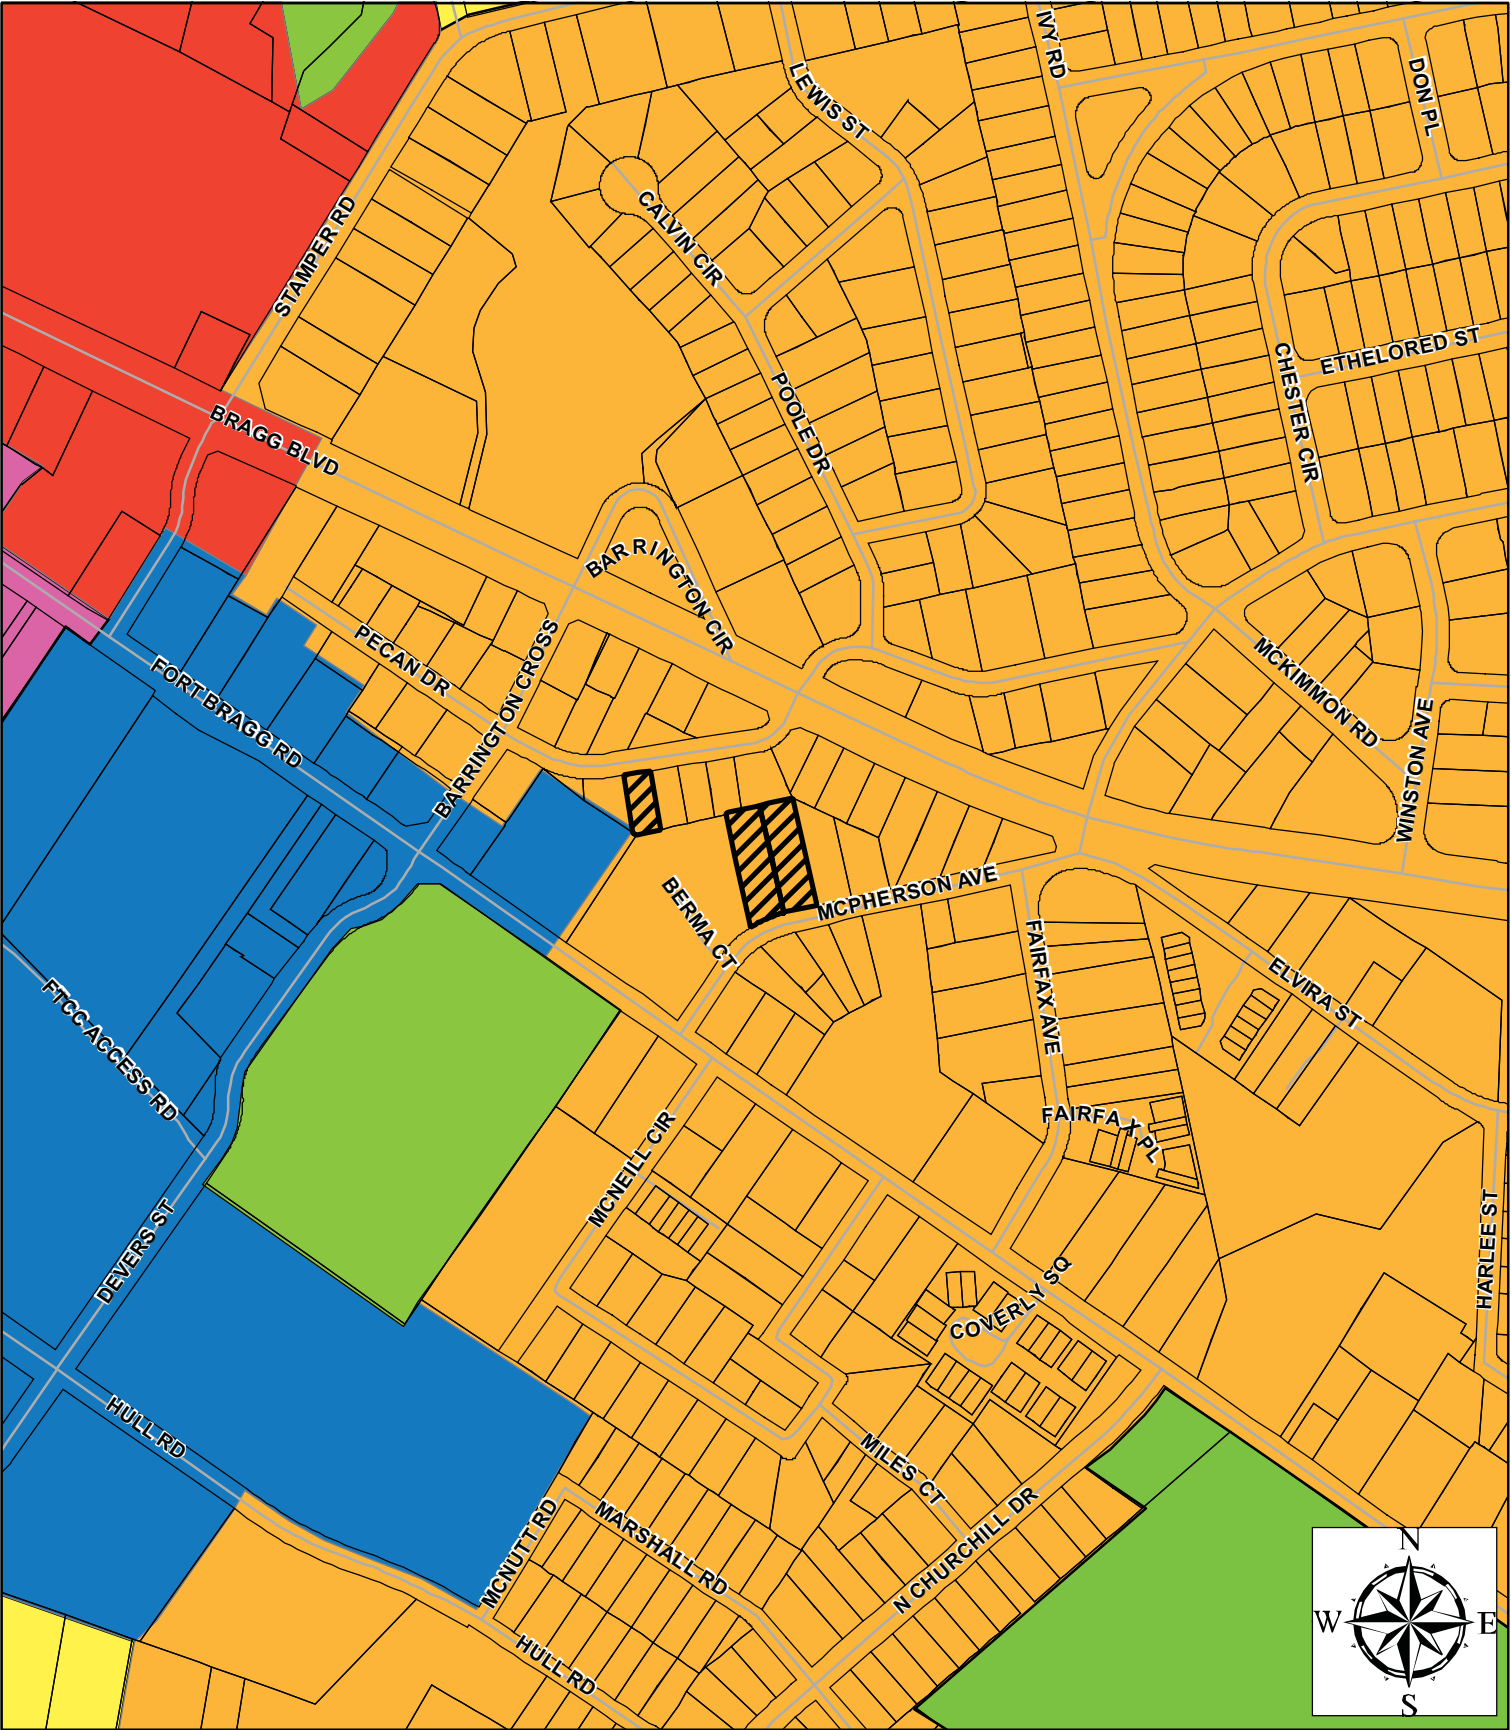 IVY RD
LEWIS ST
DON PL
STAMPER RD
CALVIN CIR
ETHELORED ST
CHESTER CIR
POOLE DR
BRAGG BLVD
BARRINGTON CIR
PECAN DR
BARRINGTON CROSS
FORT BRAGG RD
MCKIMMON RD
WINSTON AVE
BERMA CT
MCPHERSON AVE
FAIRFAX AVE
ELVIRA ST
FTCC ACCESS RD
FAIRFAX PL
MCNEILL CIR
DEVERS ST
HARLEE ST
COVERLY SQ
HULL RD
MILES CT
MCNUTT RD
MARSHALL RD
N CHURCHILL DR
HULL RD
N
W E
S